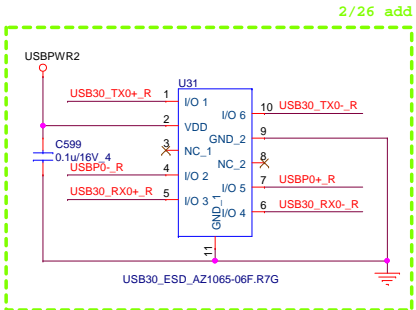 2/26 add
USBPWR2
U31
USB30_TX0+_R 1 I/O 1
I/O 6 10 USB30_TX0-_R
2 VDD
GND_2 9
C599
0.1u/16V_4
3 NC_1
NC_2 8
USBP0-_R 4 I/O 2
I/O 5 7 USBP0+_R
USB30_RX0+_R 5 I/O 3
I/O 4 6 USB30_RX0-_R
GND_1
11
USB30_ESD_AZ1065-06F.R7G